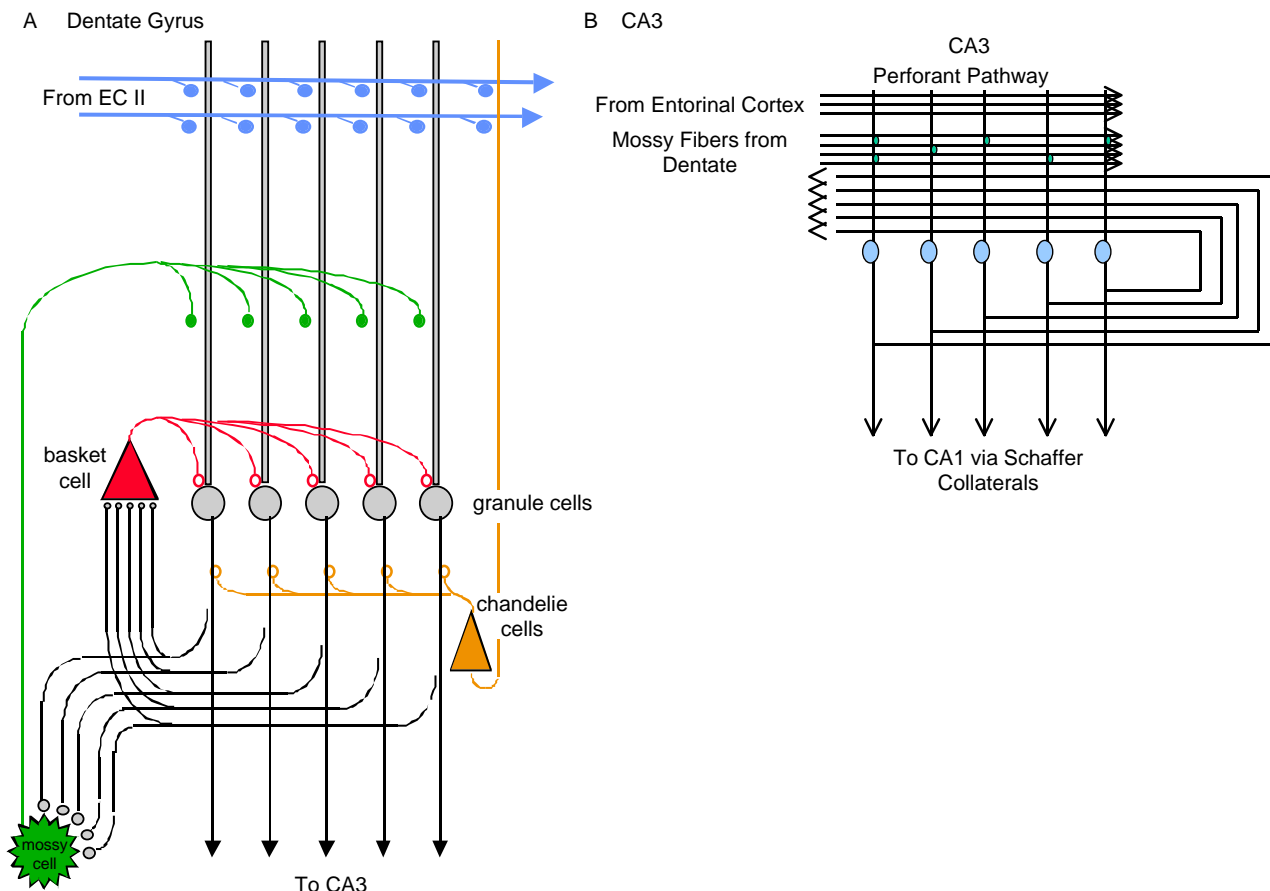 A Dentate Gyrus
From EC II
basket
cell
granule cells
chandelie
cells
mossy
cell
To CA3
B CA3
CA3
Perforant Pathway
From Entorinal Cortex
Mossy Fibers from
Dentate
To CA1 via Schaffer
Collaterals